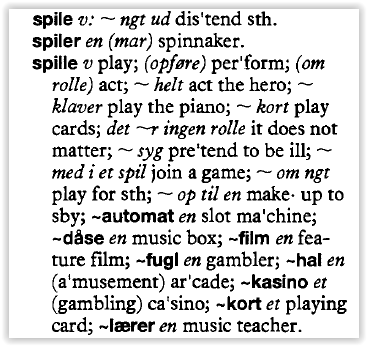 spile v: ~ ngt ud dis'tend sth.
spiler en (mar) spinnaker.
spille v play; (opføre) per'form; (om
rolle) act; ~ helt act the hero; ~
klaver play the piano; ~ kort play
cards; det ~r ingen rolle it does not
matter; ~ syg pre'tend to be ill; ~
med i et spil join a game; ~ om ngt
play for sth; ~ op til en make· up to
sby; ~automat en slot ma'chine;
~dåse en music box; ~film en fea-
ture film; ~fugl en gambler; ~hal en
(a'musement) ar'cade; ~kasino et
(gambling) ca'sino; ~kort et playing
card; ~lærer en music teacher.